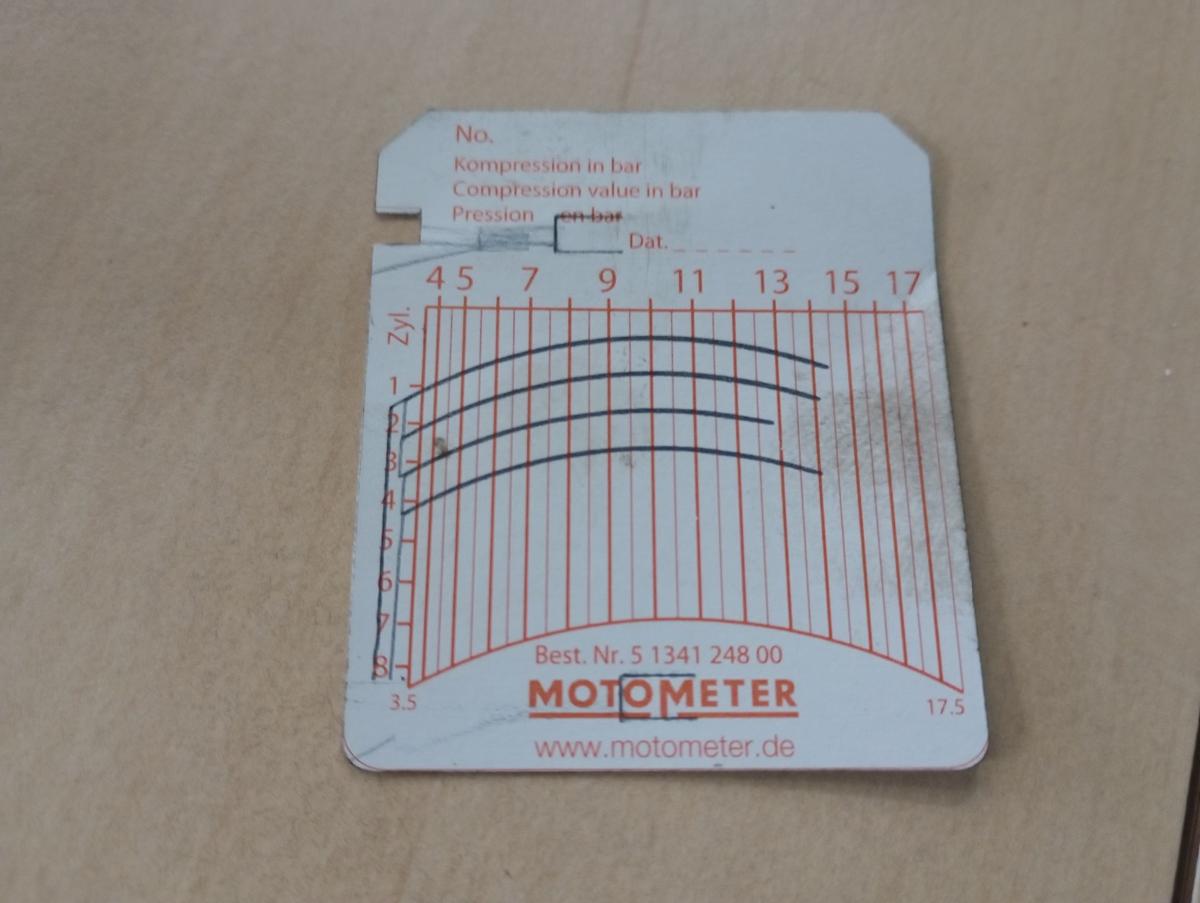 No.
Kompression in bar
Compression value in bar
Pression en bar
Dat.
4 5 7 9 11 13 15 17
Zyl.
1
2
3
4
5
6
7
8
3.5
17.5
Best. Nr. 5 1341 248 00
MOTOMETER
www.motometer.de